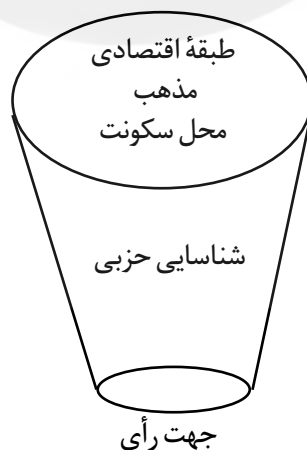 طبقهٔ اقتصادی
مذهب
محل سکونت
شناسایی حزبی
جهت رأی